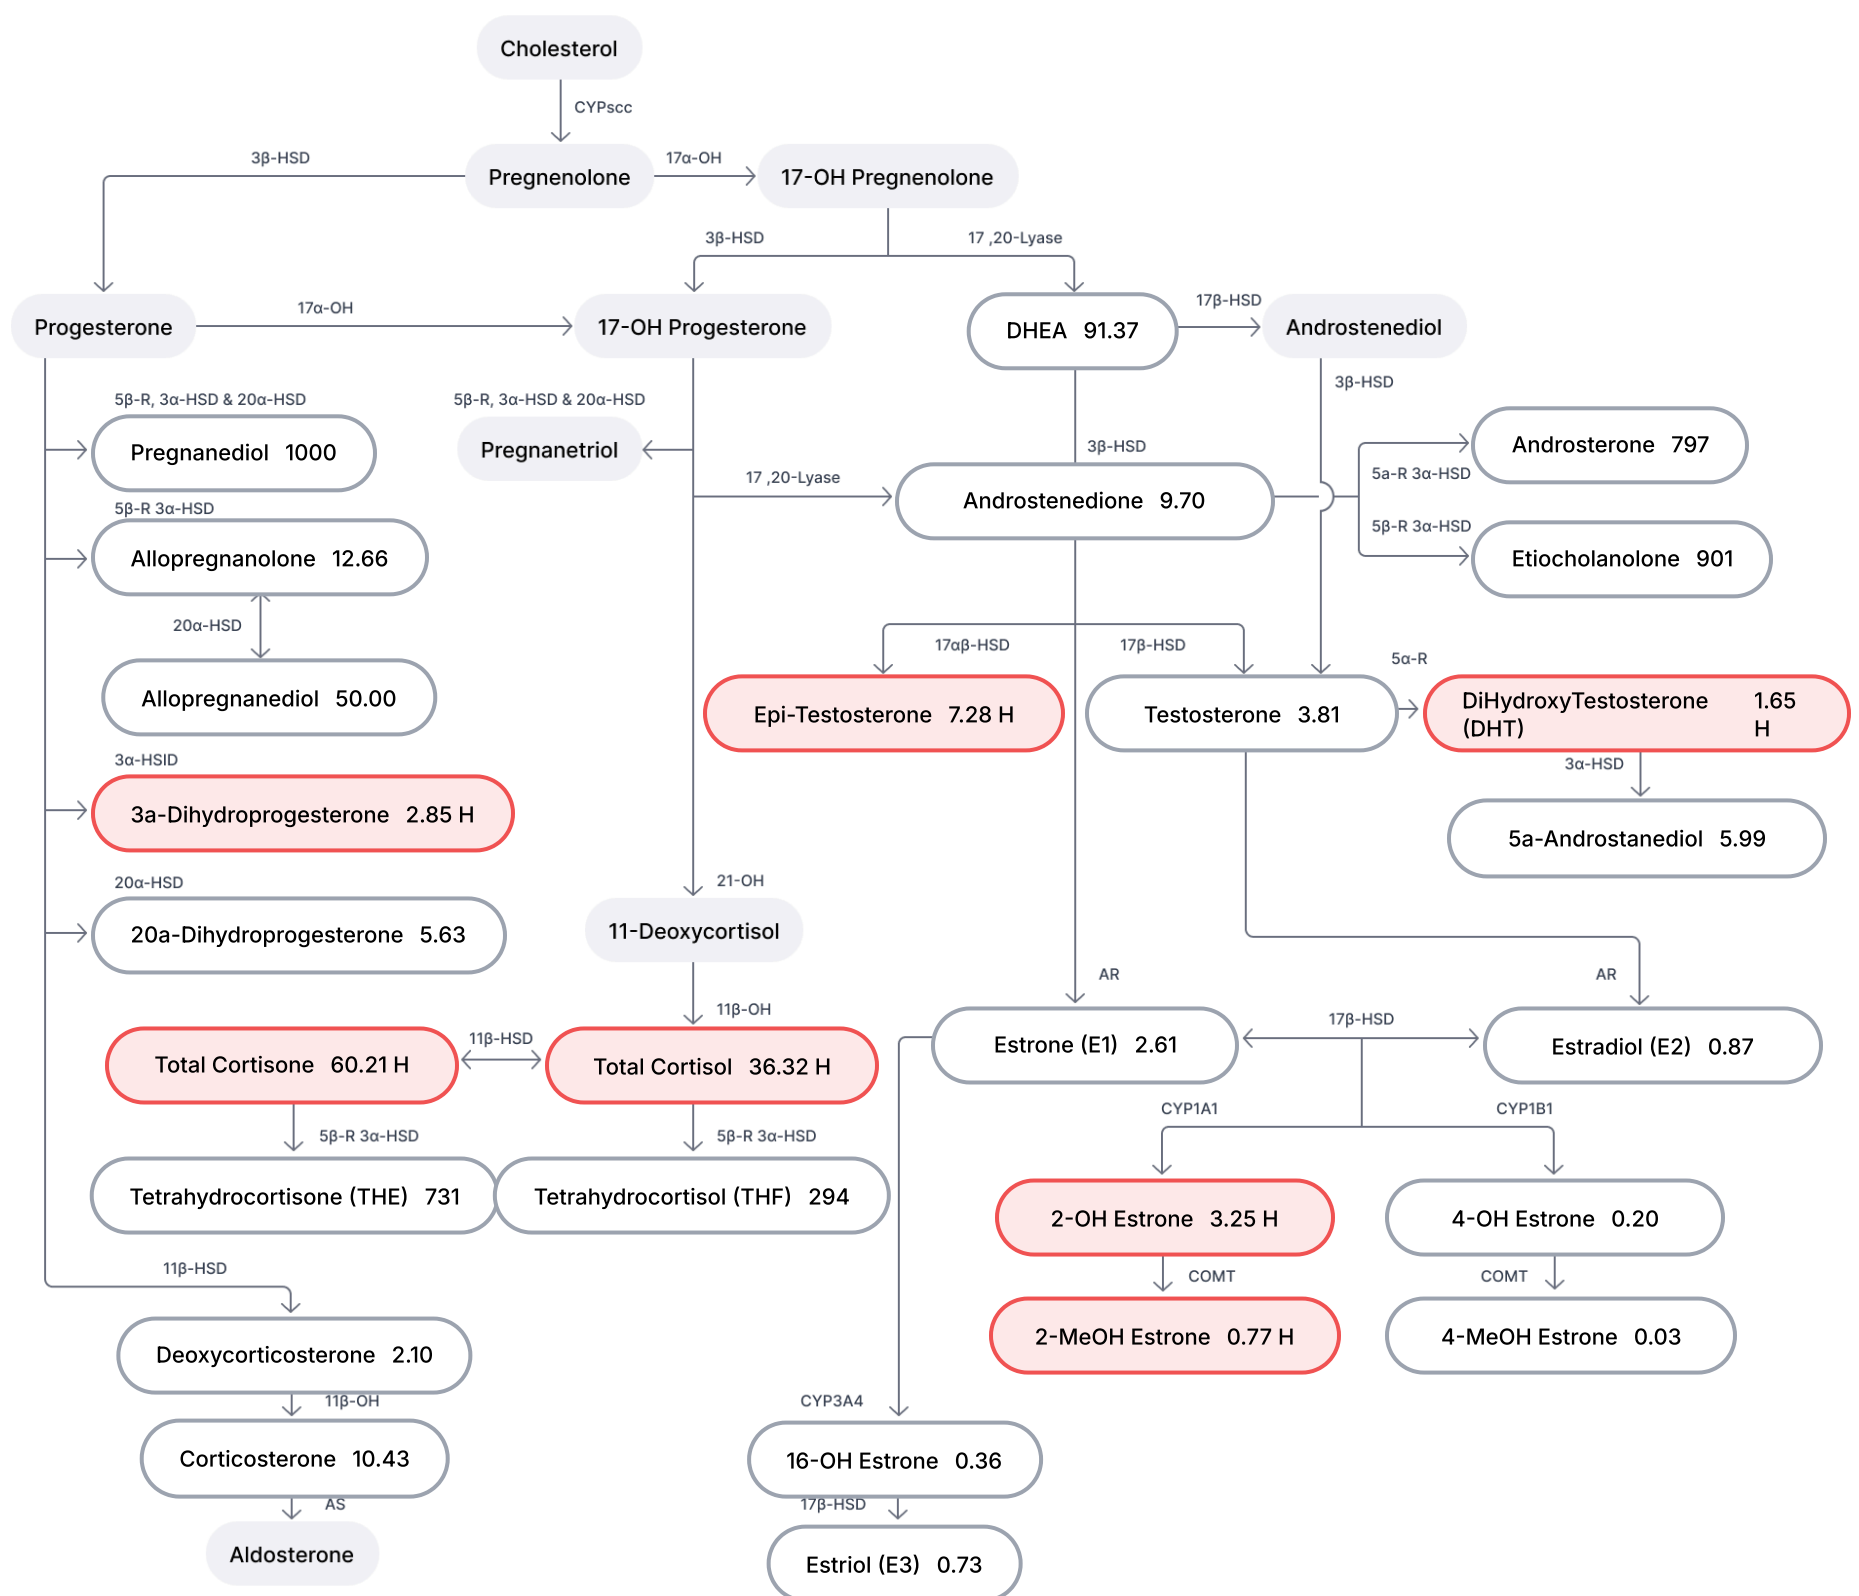 Cholesterol
CYPscc
3β-HSD
Pregnenolone
17α-OH
17-OH Pregnenolone
3β-HSD
17 ,20-Lyase
Progesterone
17α-OH
17-OH Progesterone
DHEA 91.37
17β-HSD
Androstenediol
3β-HSD
5β-R, 3α-HSD & 20α-HSD
Pregnanediol 1000
5β-R, 3α-HSD & 20α-HSD
Pregnanetriol
17 ,20-Lyase
3β-HSD
Androstenedione 9.70
Androsterone 797
5a-R 3α-HSD
5β-R 3α-HSD
Etiocholanolone 901
5β-R 3α-HSD
Allopregnanolone 12.66
20α-HSD
Allopregnanediol 50.00
17αβ-HSD
17β-HSD
5α-R
Epi-Testosterone 7.28 H
Testosterone 3.81
DiHydroxyTestosterone 1.65
(DHT) H
3α-HSD
5a-Androstanediol 5.99
3α-HSID
3a-Dihydroprogesterone 2.85 H
20α-HSD
20a-Dihydroprogesterone 5.63
21-OH
11-Deoxycortisol
11β-OH
AR
AR
Total Cortisone 60.21 H
11β-HSD
Total Cortisol 36.32 H
Estrone (E1) 2.61
17β-HSD
Estradiol (E2) 0.87
5β-R 3α-HSD
5β-R 3α-HSD
Tetrahydrocortisone (THE) 731
Tetrahydrocortisol (THF) 294
CYP1A1
CYP1B1
2-OH Estrone 3.25 H
4-OH Estrone 0.20
COMT
COMT
2-MeOH Estrone 0.77 H
4-MeOH Estrone 0.03
11β-HSD
Deoxycorticosterone 2.10
11β-OH
Corticosterone 10.43
AS
Aldosterone
CYP3A4
16-OH Estrone 0.36
17β-HSD
Estriol (E3) 0.73